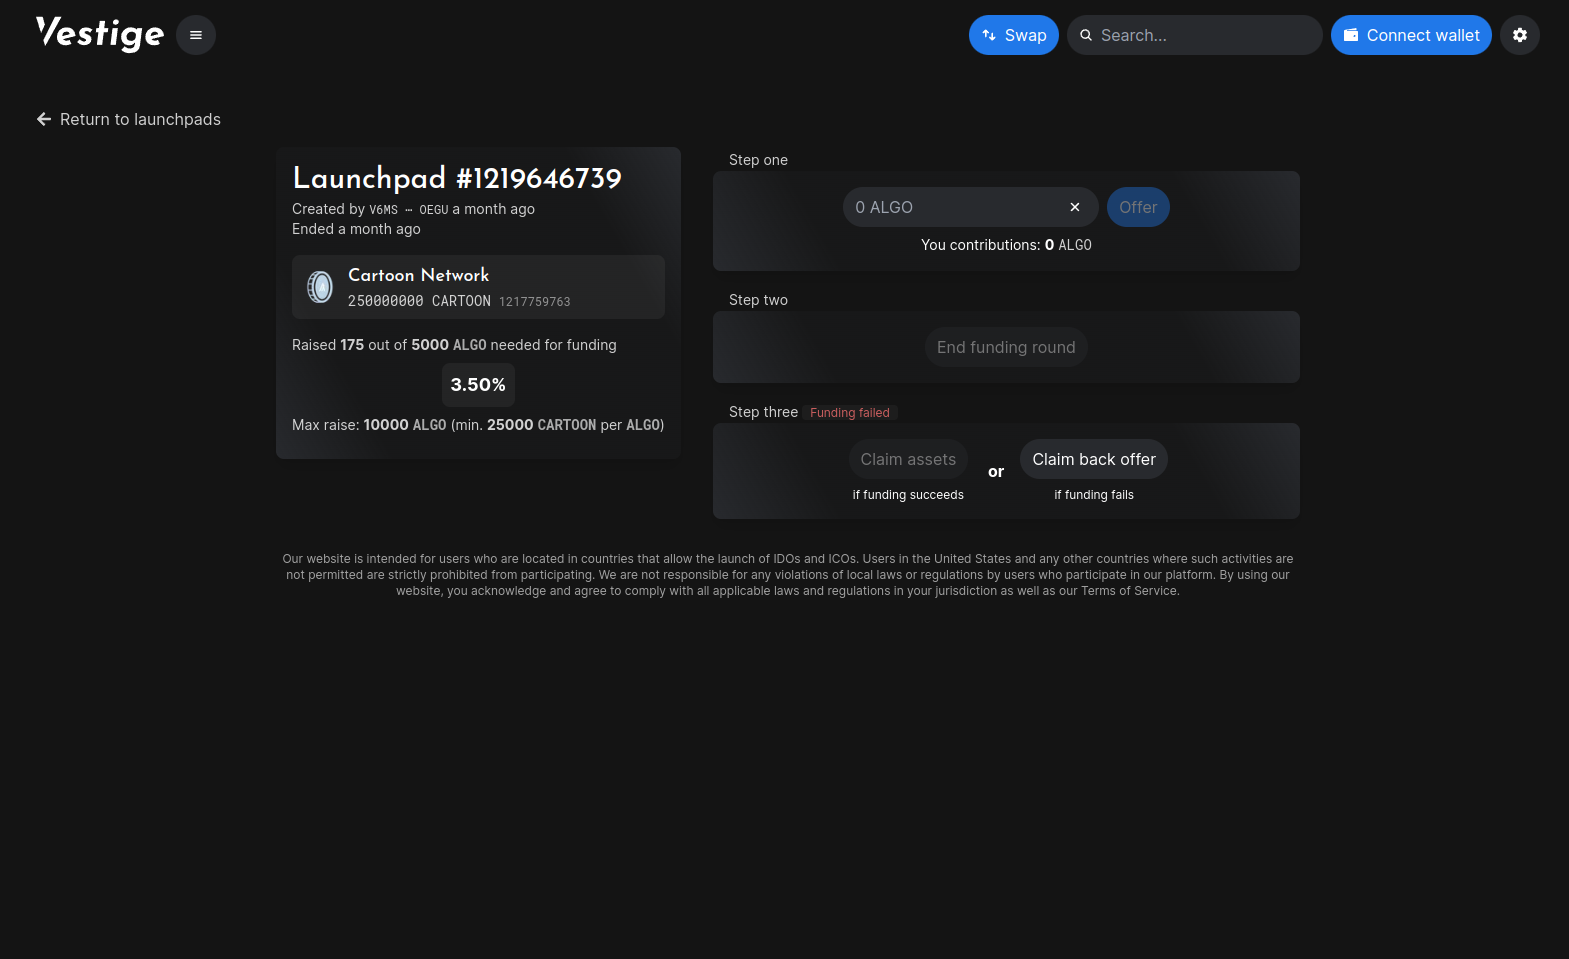 Vestige
Swap
Search...
Connect wallet
Return to launchpads
Launchpad #1219646739
Created by V6MS ⋯ OEGU a month ago
Ended a month ago
Cartoon Network
250000000 CARTOON 1217759763
Raised 175 out of 5000 ALGO needed for funding
3.50%
Max raise: 10000 ALGO (min. 25000 CARTOON per ALGO)
Step one
0 ALGO
Offer
You contributions: 0 ALGO
Step two
End funding round
Step three Funding failed
Claim assets
if funding succeeds
or
Claim back offer
if funding fails
Our website is intended for users who are located in countries that allow the launch of IDOs and ICOs. Users in the United States and any other countries where such activities are
not permitted are strictly prohibited from participating. We are not responsible for any violations of local laws or regulations by users who participate in our platform. By using our
website, you acknowledge and agree to comply with all applicable laws and regulations in your jurisdiction as well as our Terms of Service.